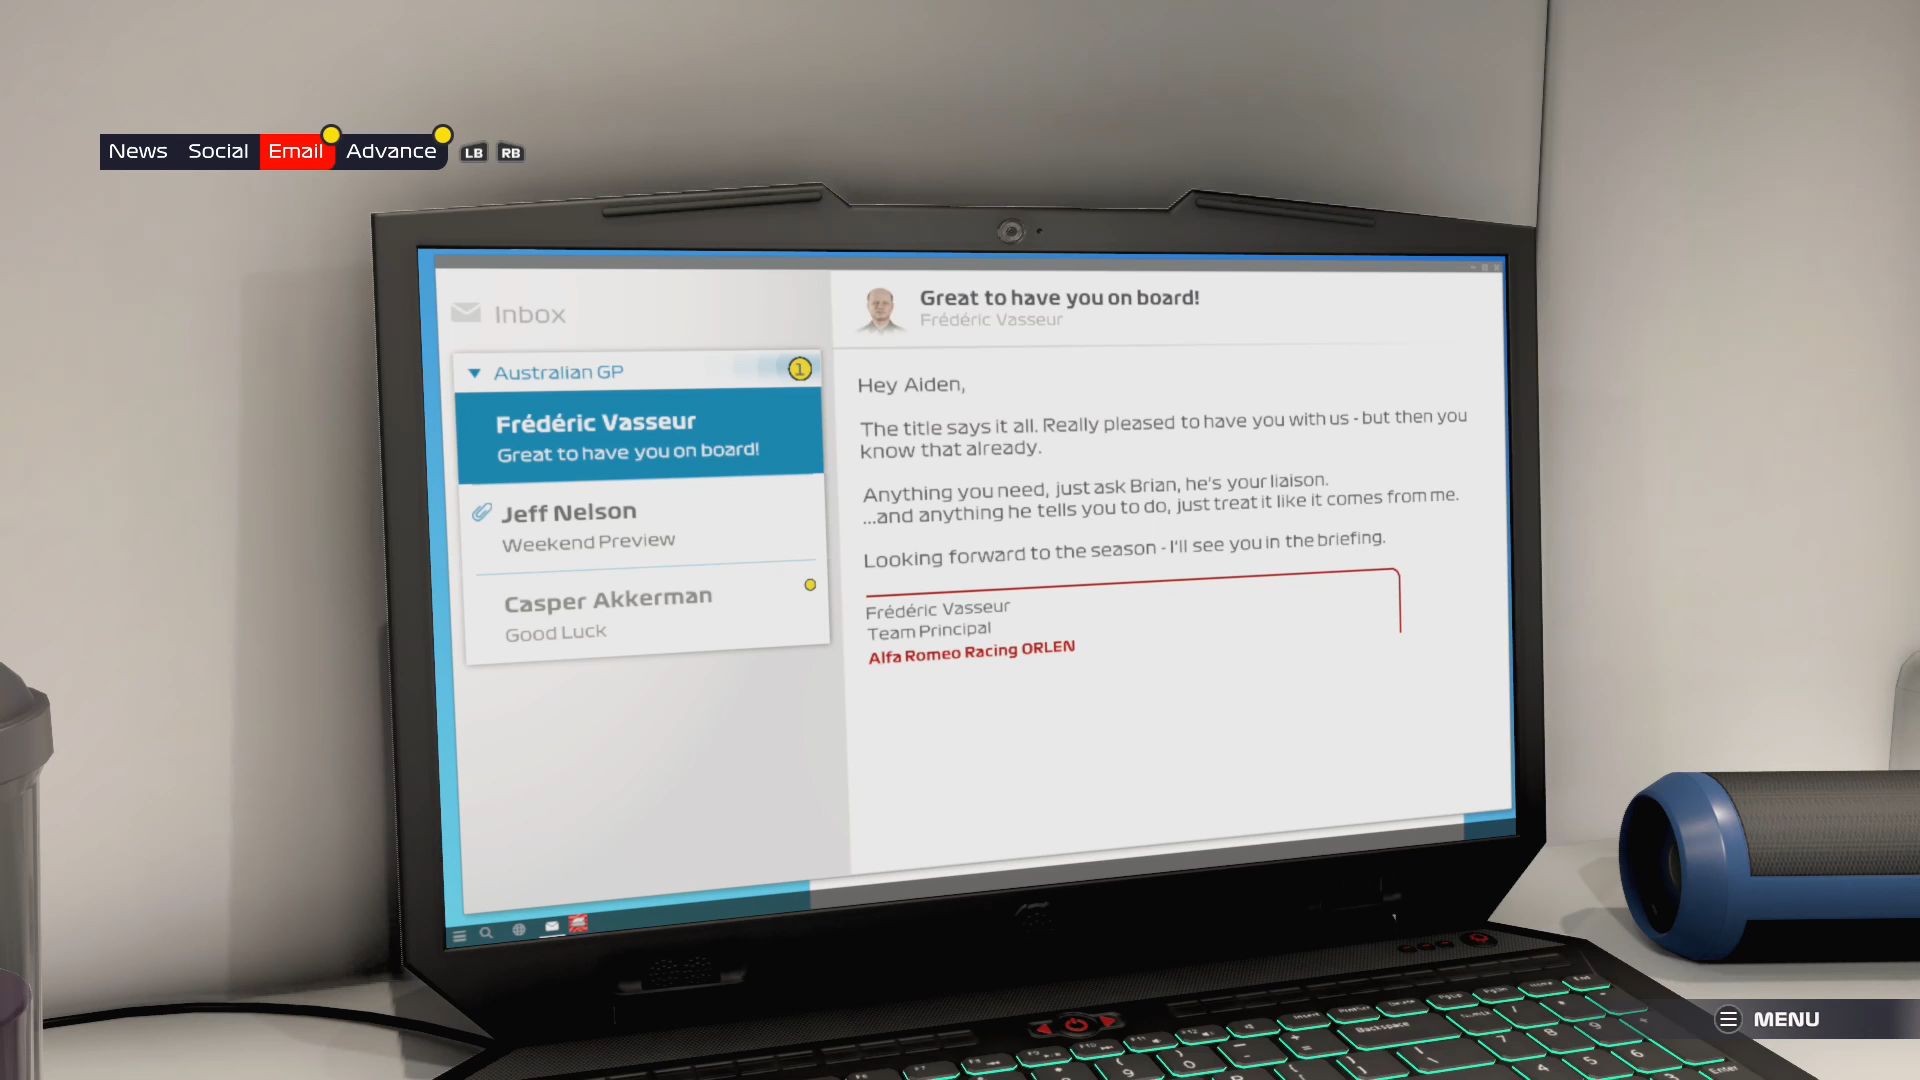 News Social Email Advance LB RB
Inbox
Australian GP 1
Frédéric Vasseur
Great to have you on board!
Jeff Nelson
Weekend Preview
Casper Akkerman
Good Luck
Great to have you on board!
Frédéric Vasseur
Hey Aiden,
The title says it all. Really pleased to have you with us - but then you
know that already.
Anything you need, just ask Brian, he's your liaison.
...and anything he tells you to do, just treat it like it comes from me.
Looking forward to the season - I'll see you in the briefing.
Frédéric Vasseur
Team Principal
Alfa Romeo Racing ORLEN
Backspace
Enter
MENU